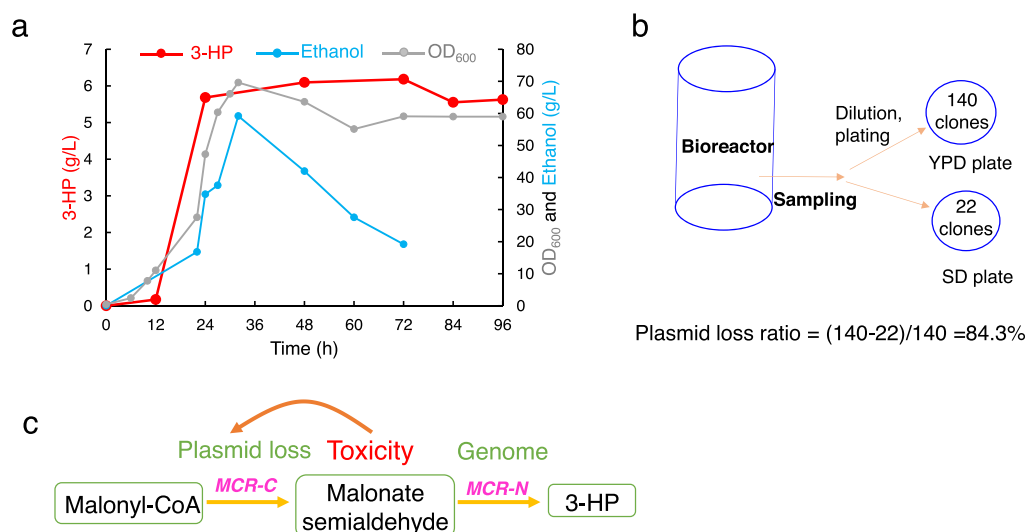 a
3-HP
Ethanol
OD600
7
6
5
4
3
2
1
0
3-HP (g/L)
80
70
60
50
40
30
20
10
0
OD600 and Ethanol (g/L)
0 12 24 36 48 60 72 84 96
Time (h)
b
Bioreactor
Sampling
Dilution,
plating
140
clones
YPD plate
22
clones
SD plate
Plasmid loss ratio = (140-22)/140 =84.3%
c
Plasmid loss Toxicity Genome
Malonyl-CoA
MCR-C
Malonate
semialdehyde
MCR-N
3-HP